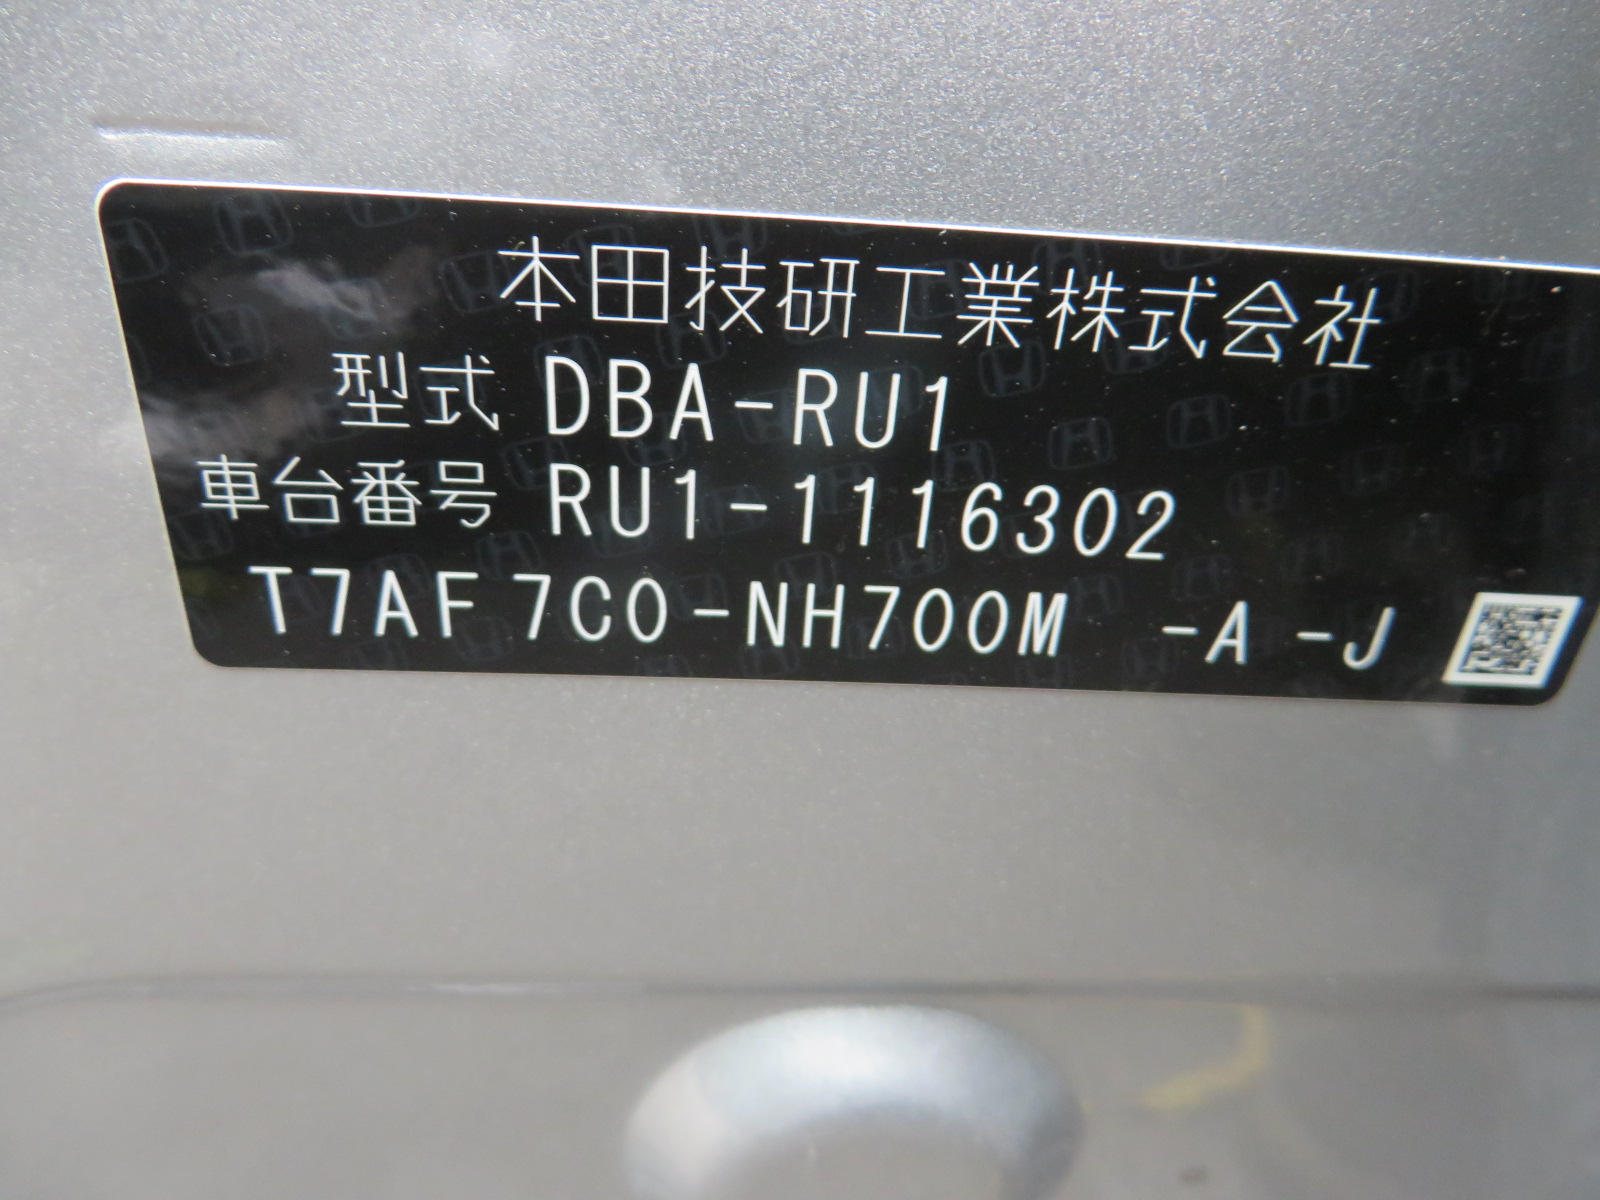 本田技研工業株式会社
型式 DBA-RU1
車台番号 RU1-1116302
T7AF7C0-NH700M -A -J